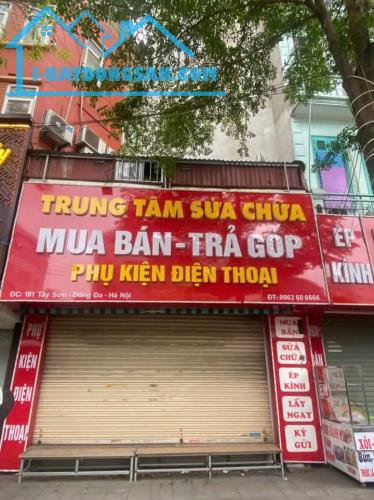 I-BATDONGSAN.COM
TRUNG TÂM SỬA CHỮA
MUA BÁN - TRẢ GÓP
PHỤ KIỆN ĐIỆN THOẠI
ĐC: 181 Tây Sơn - Đống Đa - Hà Nội
ĐT: 0963 60 6666
ÉP
KÍNH
PHỤ
KIỆN
ĐIỆN
THOẠI
MUA
BÁN
SỬA
CHỮA
ÉP
KÍNH
LẤY
NGAY
KÝ
GỬI
XÔI